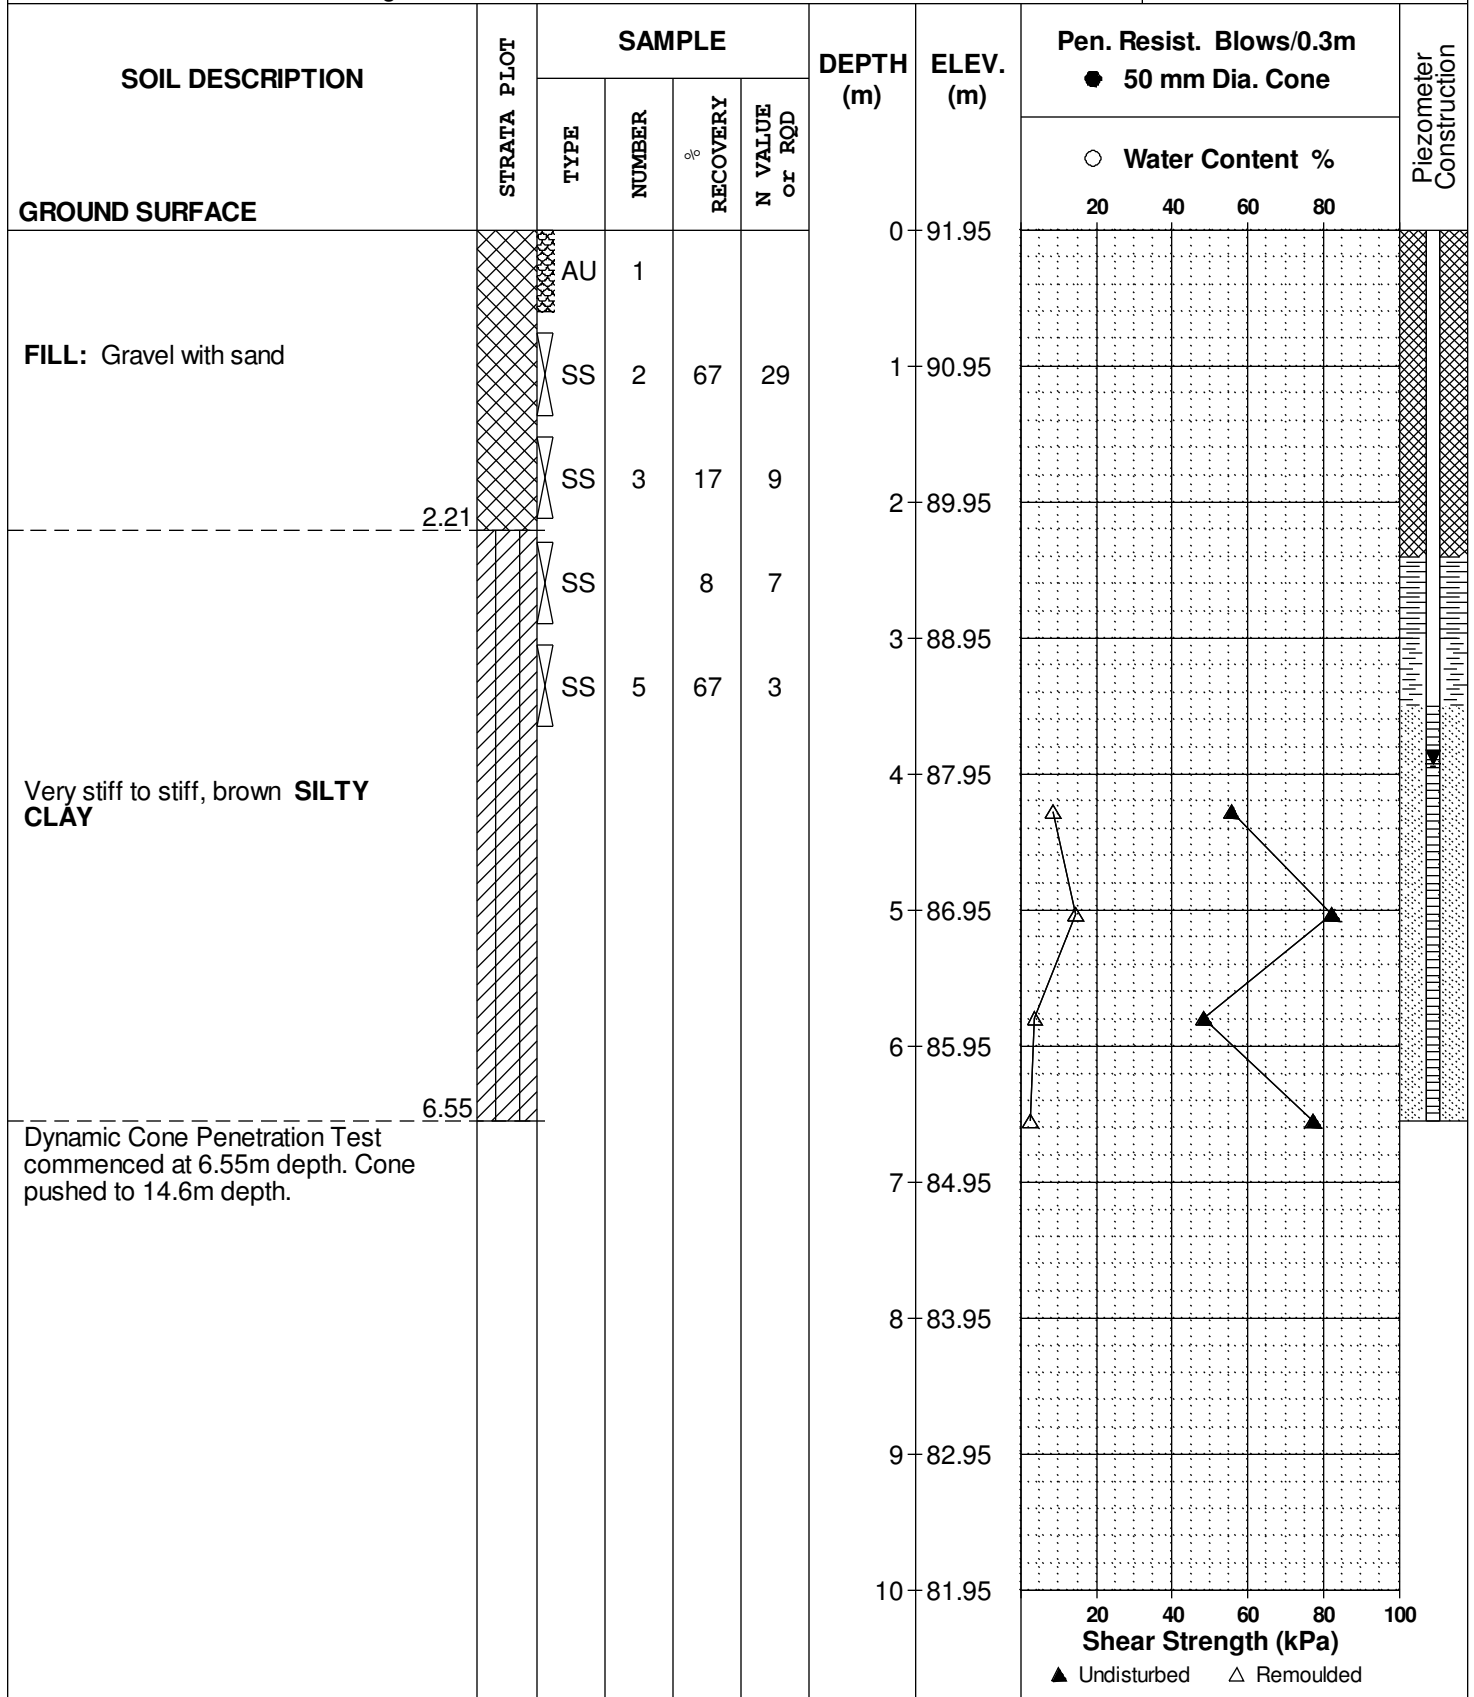 SOIL DESCRIPTION
GROUND SURFACE
STRATA PLOT
SAMPLE
TYPE
NUMBER
%
RECOVERY
N VALUE
or RQD
DEPTH
(m)
ELEV.
(m)
Pen. Resist. Blows/0.3m
● 50 mm Dia. Cone
○ Water Content %
20 40 60 80
Piezometer
Construction
0 91.95
AU 1
FILL: Gravel with sand
SS 2 67 29
1 90.95
SS 3 17 9
2 89.95
2.21
SS 8 7
3 88.95
SS 5 67 3
4 87.95
Very stiff to stiff, brown SILTY
CLAY
5 86.95
6 85.95
6.55
Dynamic Cone Penetration Test
commenced at 6.55m depth. Cone
pushed to 14.6m depth.
7 84.95
8 83.95
9 82.95
10 81.95
20 40 60 80 100
Shear Strength (kPa)
▲ Undisturbed △ Remoulded